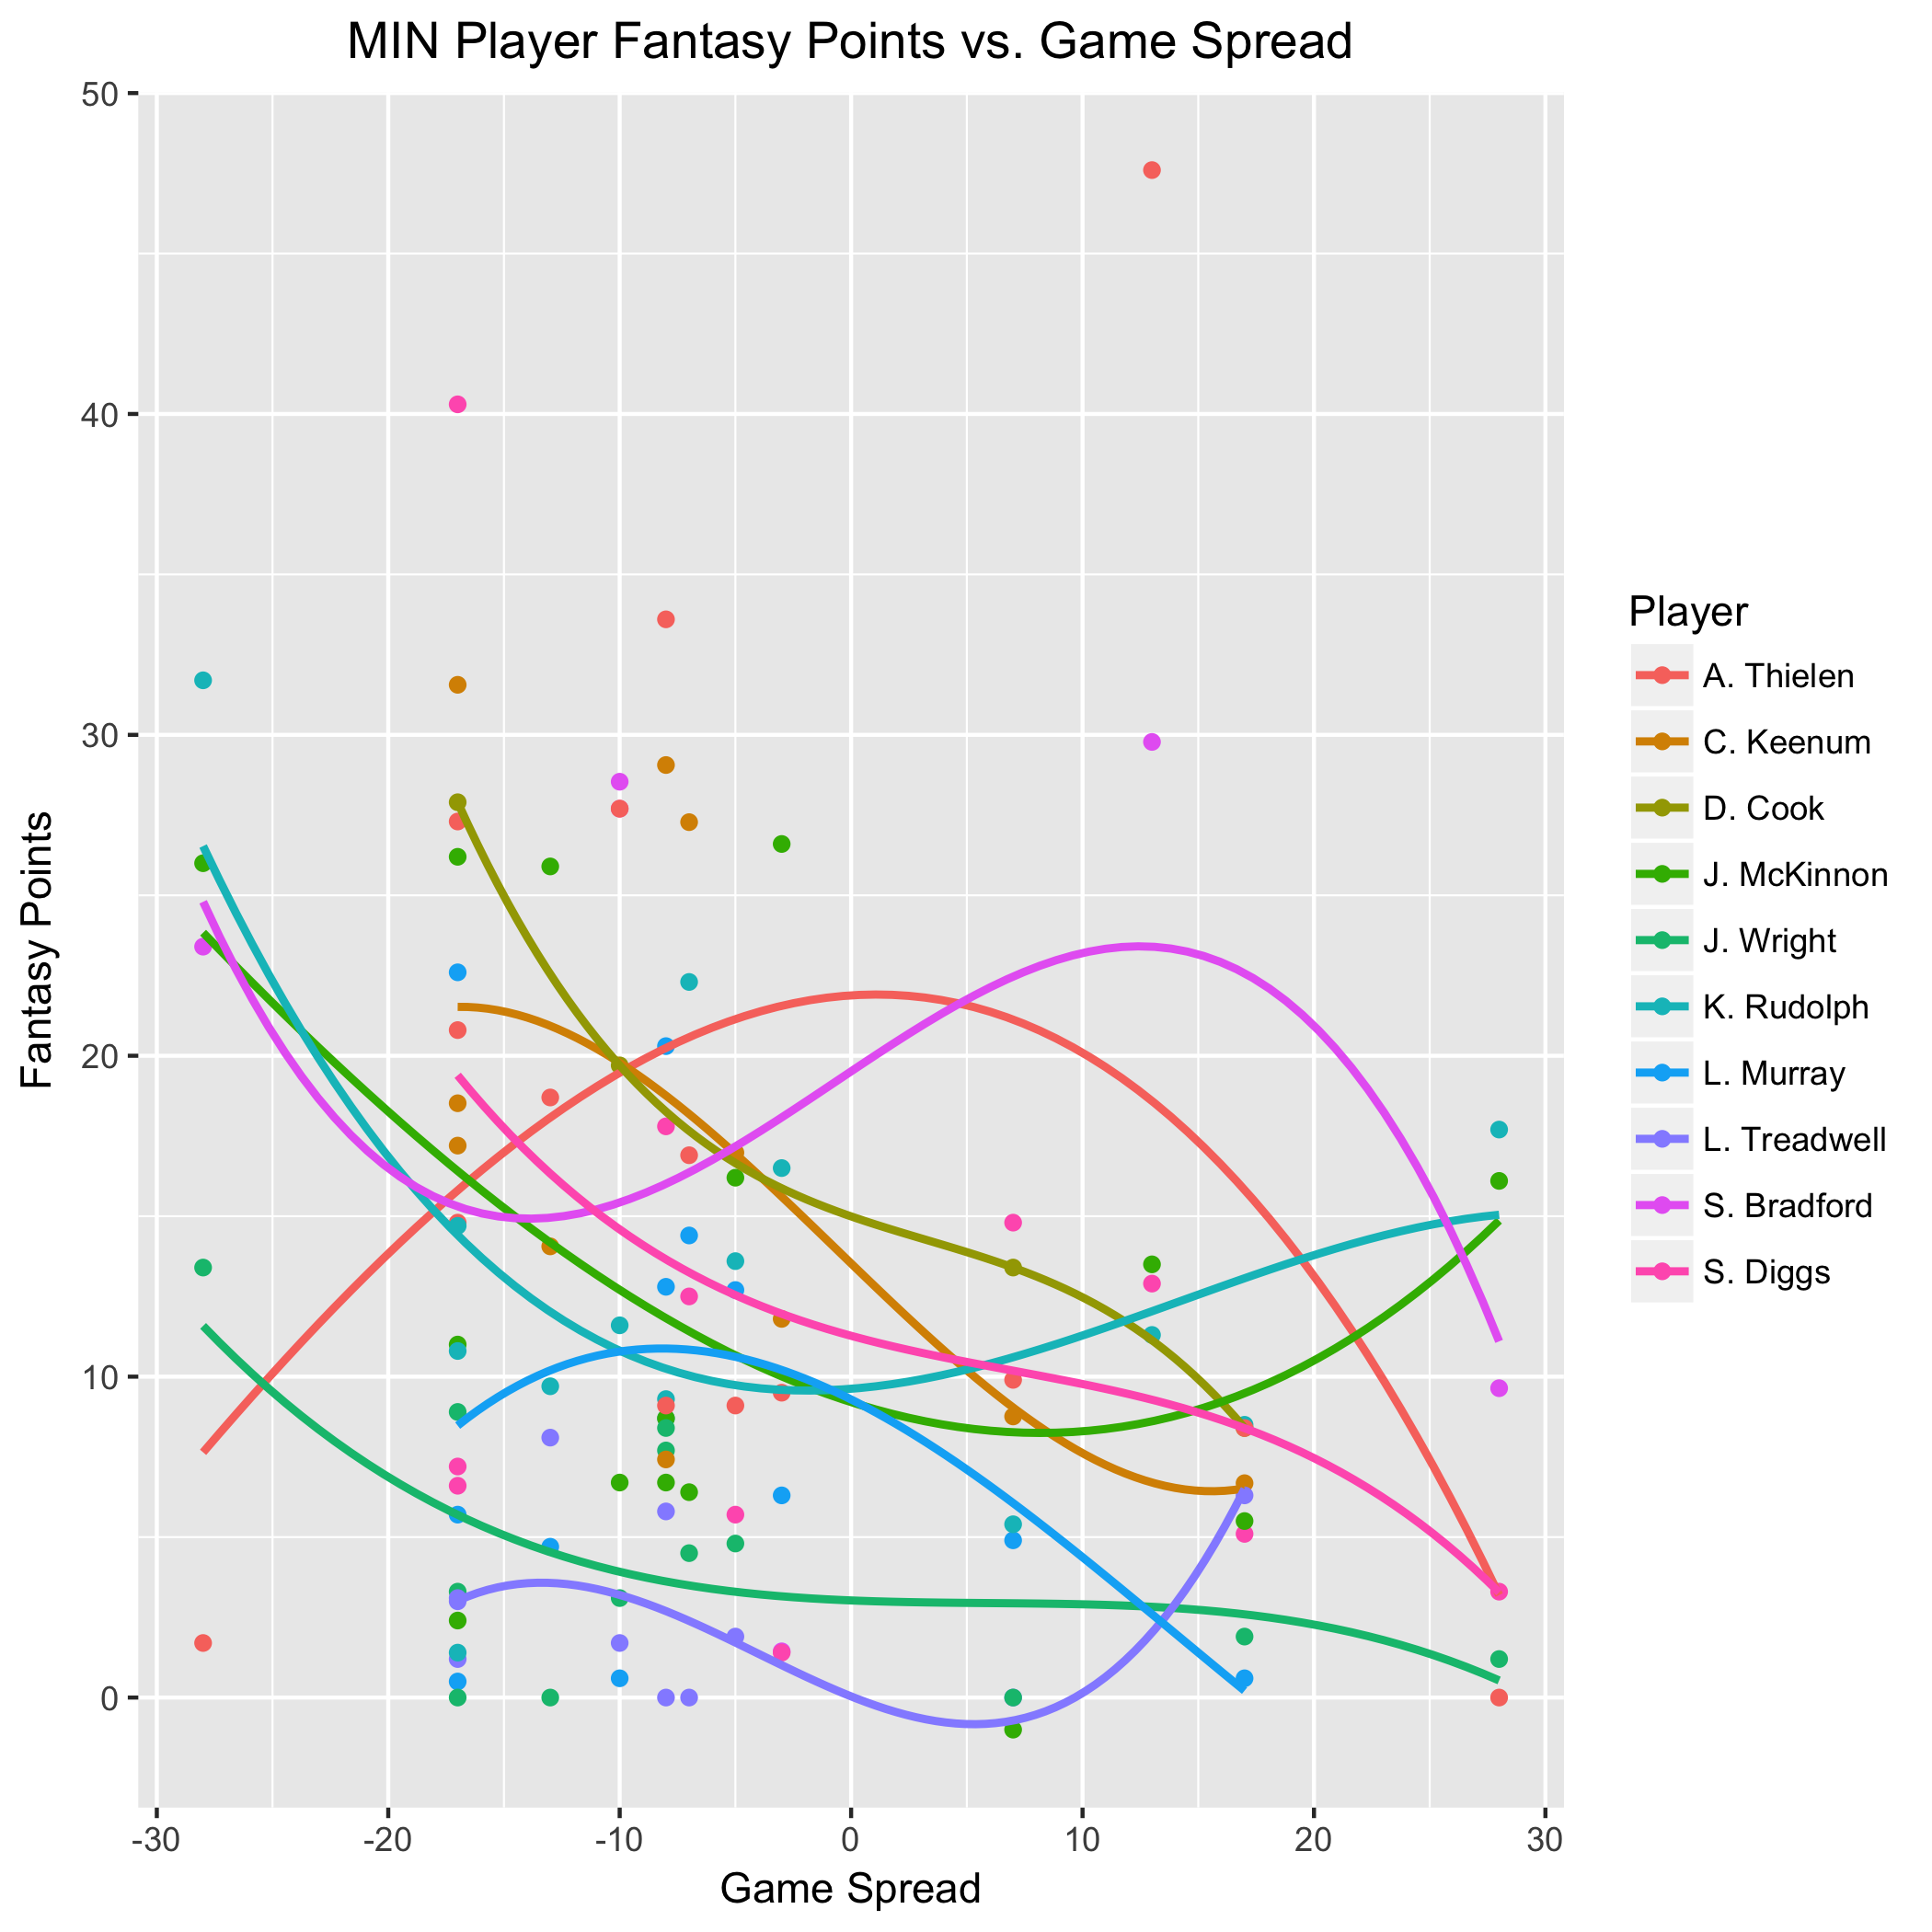 MIN Player Fantasy Points vs. Game Spread
50
40
30
20
10
0
Fantasy Points
-30 -20 -10 0 10 20 30
Game Spread
Player
A. Thielen
C. Keenum
D. Cook
J. McKinnon
J. Wright
K. Rudolph
L. Murray
L. Treadwell
S. Bradford
S. Diggs